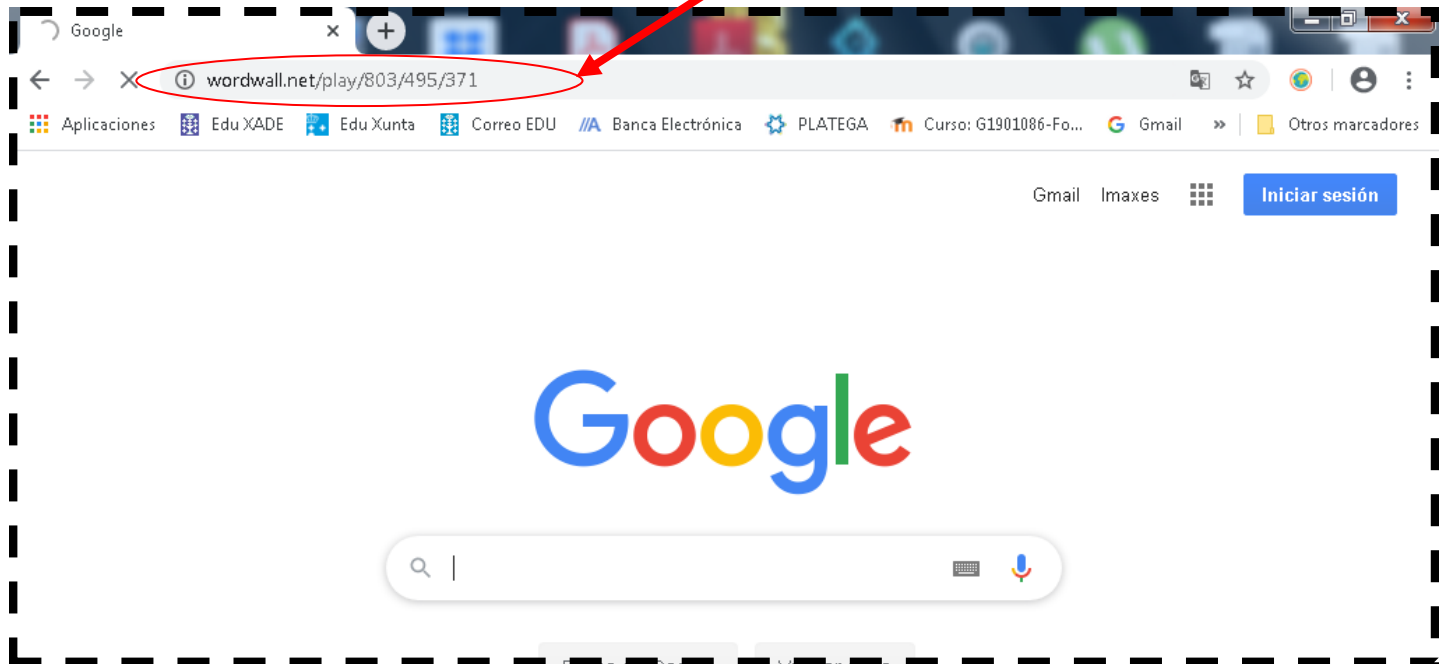 Google
wordwall.net/play/803/495/371
Aplicaciones Edu XADE Edu Xunta Correo EDU Banca Electrónica PLATEGA Curso: G1901086-Fo... Gmail » Otros marcadores
Gmail Imaxes Iniciar sesión
Google